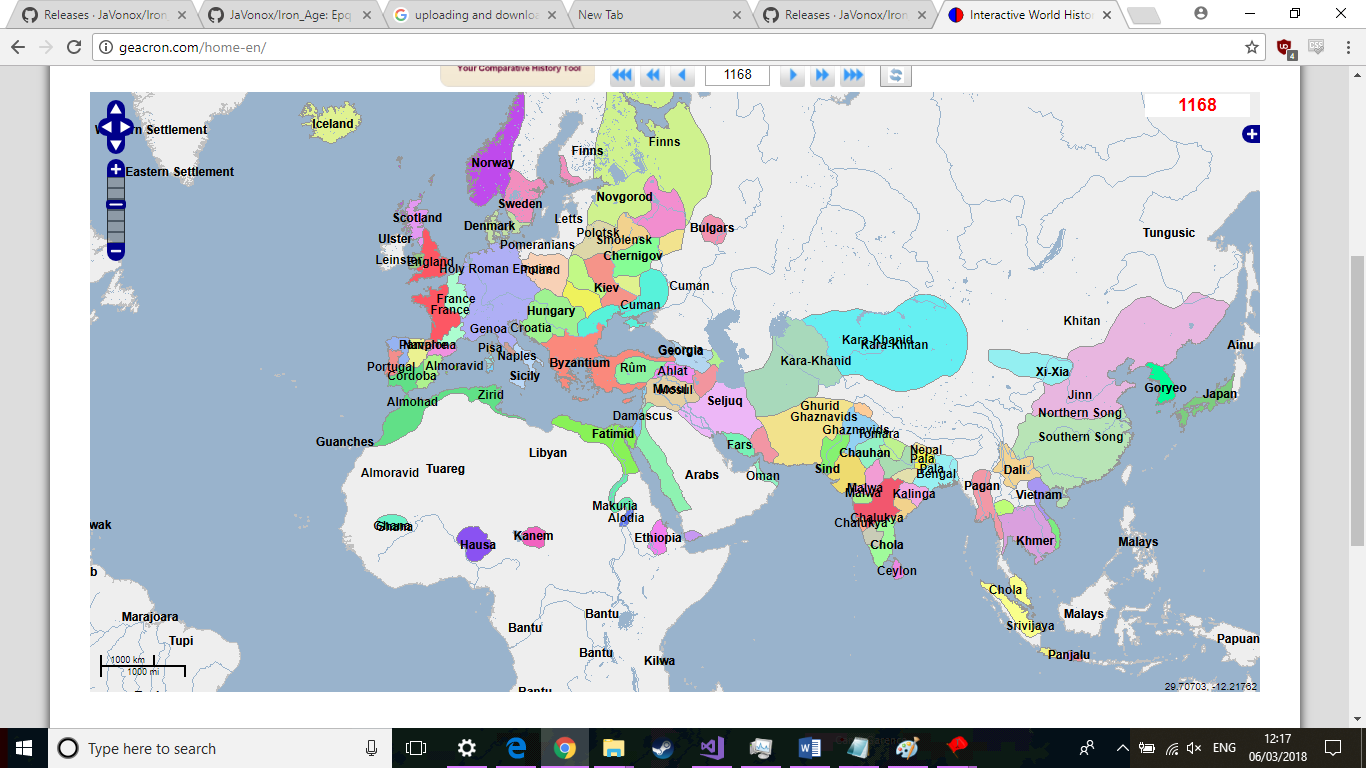 Releases · JaVonox/Iron
JaVonox/Iron_Age: Epq
uploading and downloa
New Tab
Releases · JaVonox/Iron
Interactive World Histo
geacron.com/home-en/
4
Your Comparative History Tool
1168
1168
Iceland
Settlement
Eastern Settlement
Finns
Finns
Norway
Novgorod
Sweden
Letts
Scotland
Denmark
Polotsk
Smolensk
Bulgars
Tungusic
Ulster
Pomeranians
Chernigov
Leinster
England
Holy Roman Empire
Poland
Kiev
Cuman
France
France
Hungary
Cuman
Genoa
Croatia
Khitan
Kara-Khanid
Kara-Khitan
Ainu
Pamplona
Pisa
Naples
Georgia
Kara-Khanid
Portugal
Almoravid
Byzantium
Rûm
Ahlat
Xi-Xia
Cordoba
Sicily
Mosul
Mosul
Goryeo
Japan
Almohad
Zirid
Seljuq
Jinn
Damascus
Ghurid
Ghaznavids
Northern Song
Guanches
Fatimid
Ghaznavids
Tomara
Southern Song
Libyan
Fars
Chauhan
Nepal
Pala
Almoravid
Tuareg
Arabs
Oman
Sind
Pala
Bengal
Dali
Makuria
Malwa
Malwa
Kalinga
Pagan
Vietnam
Alodia
Chalukya
Chalukya
wak
Ghana
Ghana
Hausa
Kanem
Ethiopia
Chola
Khmer
Malays
Ceylon
b
Chola
Marajoara
Bantu
Malays
Srivijaya
Tupi
Bantu
Papuan
Bantu
Kilwa
Panjalu
1000 km
1000 mi
Bantu
29.70703, -12.21762
Type here to search
ENG
12:17
06/03/2018